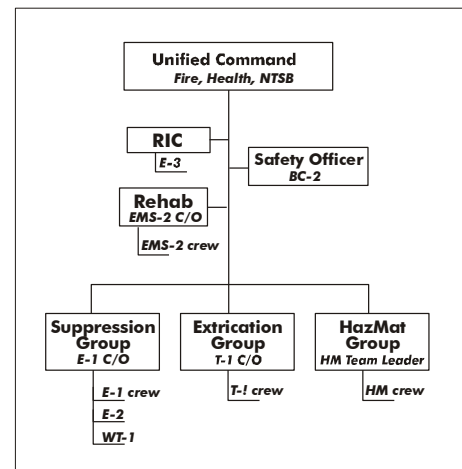 Unified Command
Fire, Health, NTSB
RIC
E-3
Safety Officer
BC-2
Rehab
EMS-2 C/O
EMS-2 crew
Suppression
Group
E-1 C/O
E-1 crew
E-2
WT-1
Extrication
Group
T-1 C/O
T-! crew
HazMat
Group
HM Team Leader
HM crew